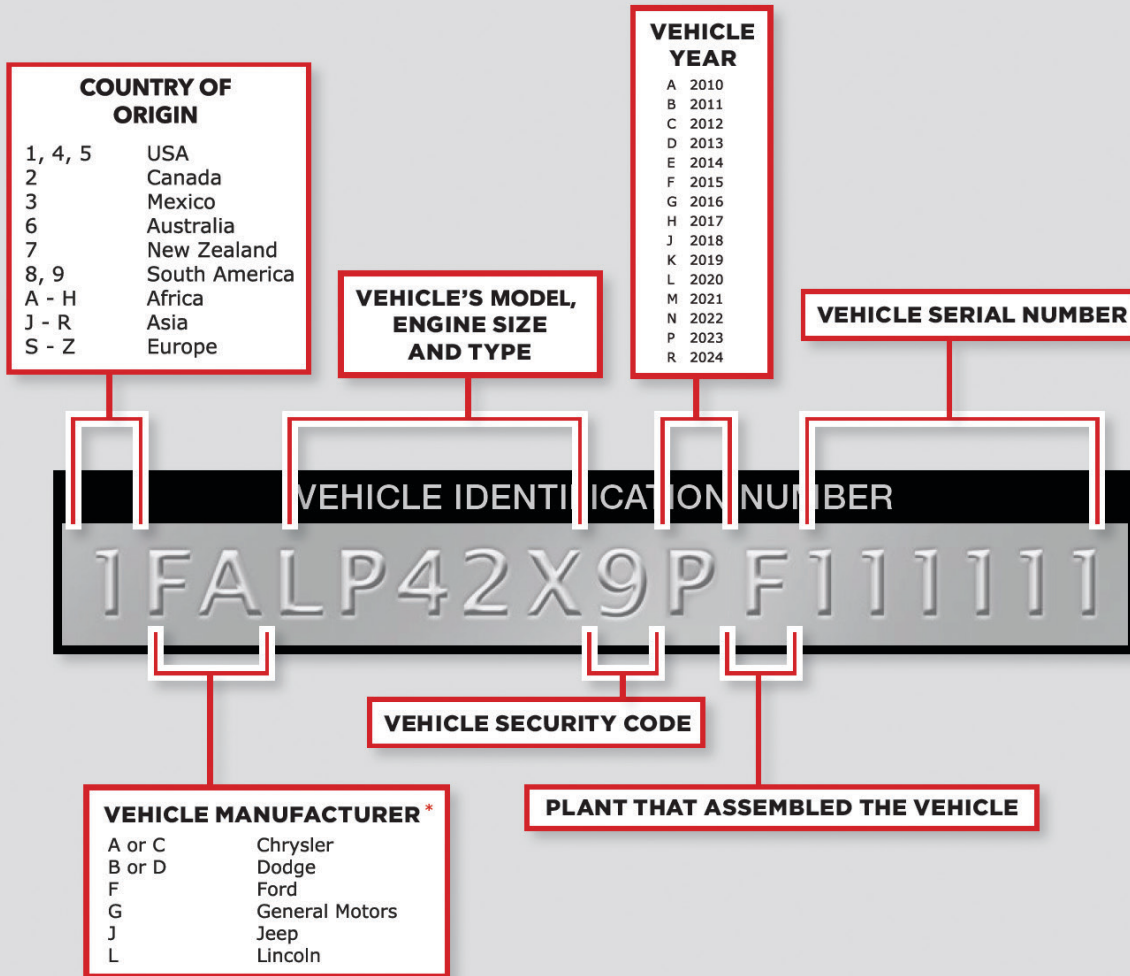 COUNTRY OF
ORIGIN
1, 4, 5 USA
2 Canada
3 Mexico
6 Australia
7 New Zealand
8, 9 South America
A - H Africa
J - R Asia
S - Z Europe
VEHICLE'S MODEL,
ENGINE SIZE
AND TYPE
VEHICLE
YEAR
A 2010
B 2011
C 2012
D 2013
E 2014
F 2015
G 2016
H 2017
J 2018
K 2019
L 2020
M 2021
N 2022
P 2023
R 2024
VEHICLE SERIAL NUMBER
VEHICLE IDENTIFICATION NUMBER
1FALP42X9PF111111
VEHICLE MANUFACTURER *
A or C Chrysler
B or D Dodge
F Ford
G General Motors
J Jeep
L Lincoln
VEHICLE SECURITY CODE
PLANT THAT ASSEMBLED THE VEHICLE